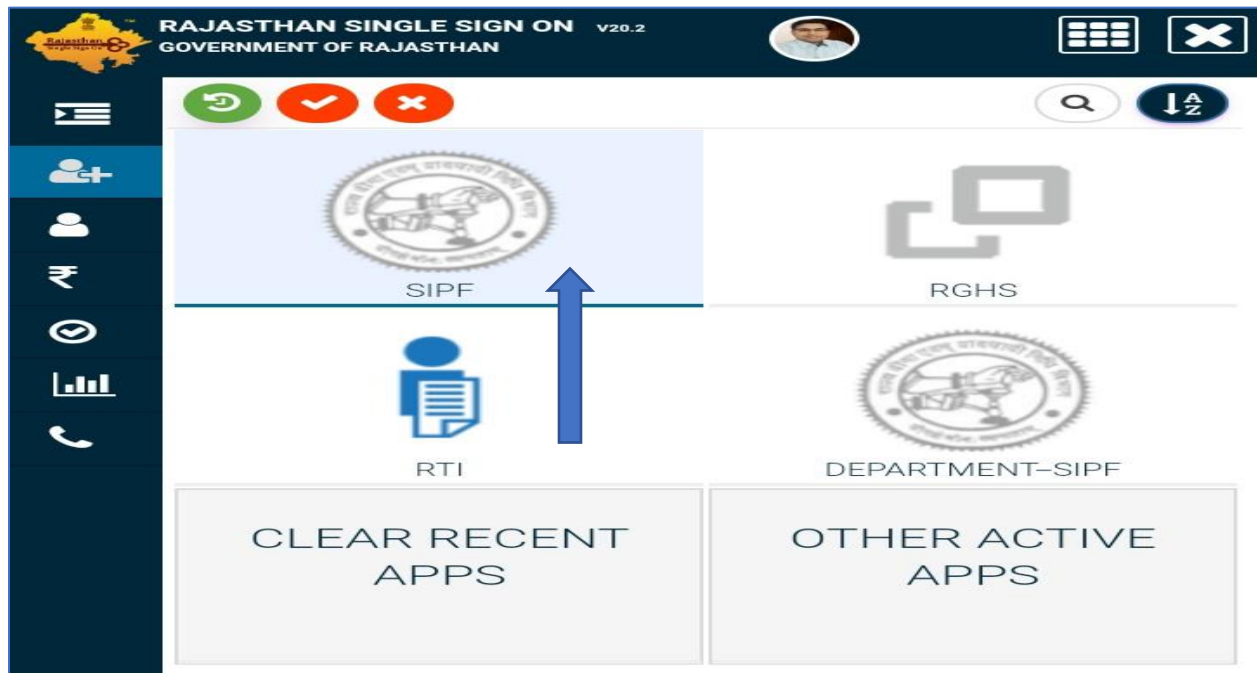 RAJASTHAN SINGLE SIGN ON V20.2
GOVERNMENT OF RAJASTHAN
Rajasthan
SIPF
RGHS
RTI
DEPARTMENT-SIPF
CLEAR RECENT
APPS
OTHER ACTIVE
APPS